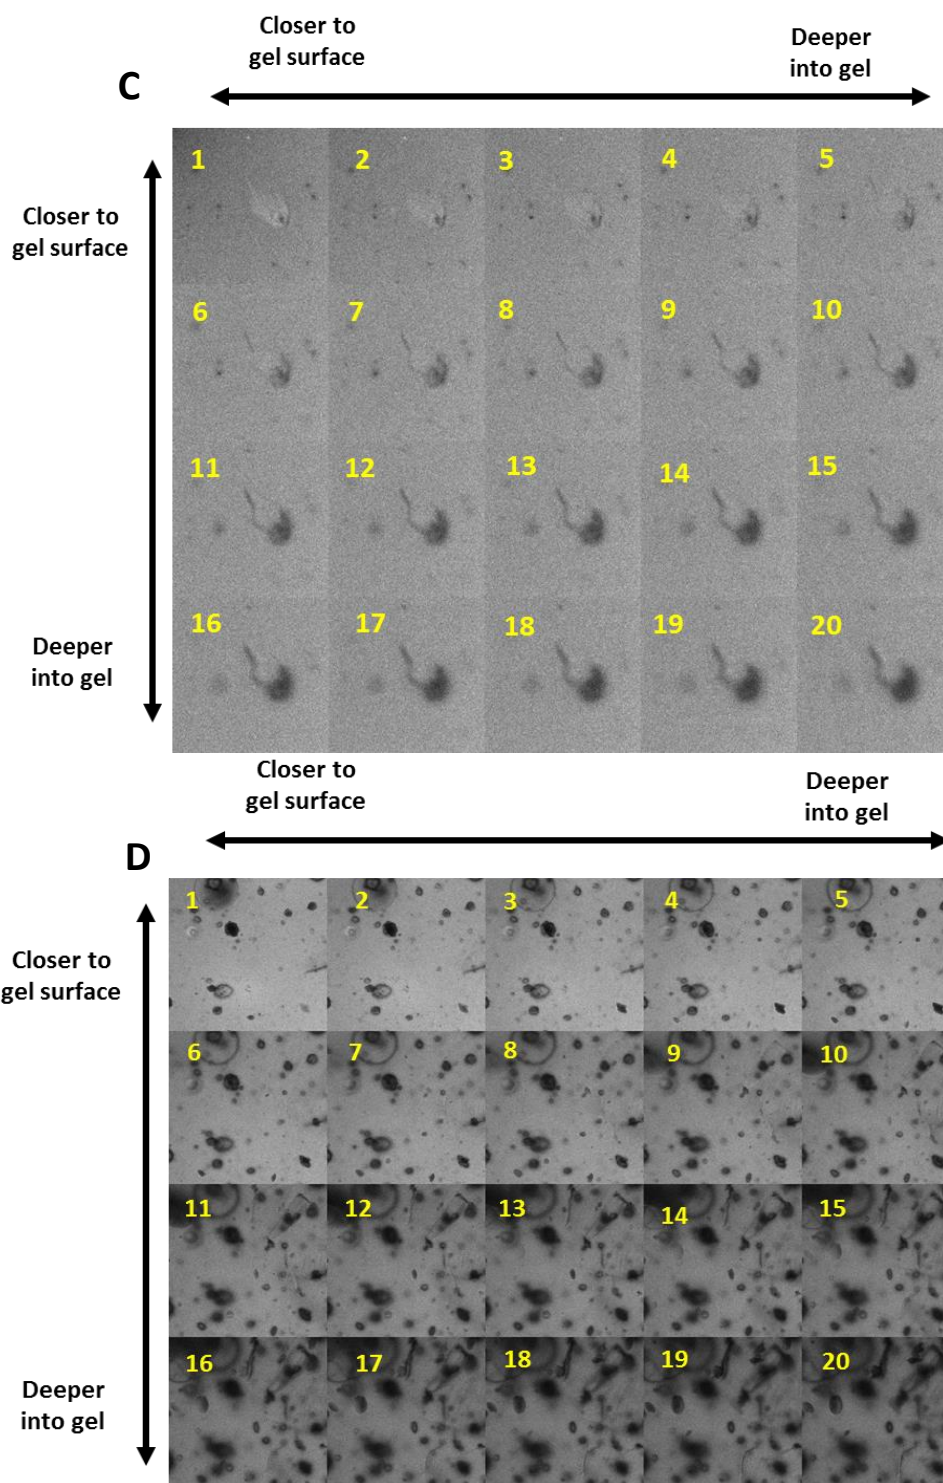 Closer to
gel surface
Deeper
into gel
C
Closer to
gel surface
1
2
3
4
5
6
7
8
9
10
11
12
13
14
15
Deeper
into gel
16
17
18
19
20
Closer to
gel surface
Deeper
into gel
D
Closer to
gel surface
1
2
3
4
5
6
7
8
9
10
11
12
13
14
15
Deeper
into gel
16
17
18
19
20